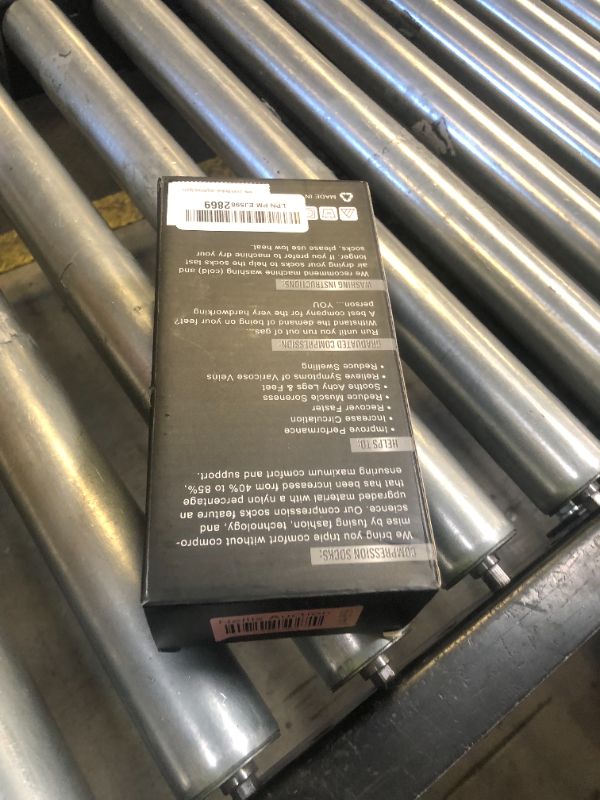 COMPRESSION SOCKS:
We bring you triple comfort without compro-
mise by fusing fashion, technology, and
science. Our compression socks feature an
upgraded material with a nylon percentage
that has been increased from 40% to 85%,
ensuring maximum comfort and support.
HELPS TO:
• Improve Performance
• Increase Circulation
• Recover Faster
• Reduce Muscle Soreness
• Soothe Achy Legs & Feet
• Relieve Symptoms of Varicose Veins
• Reduce Swelling
GRADUATED COMPRESSION:
Run until you run out of gas...
Withstand the demand of being on your feet?
A best company for the very hardworking
person.... YOU
WASHING INSTRUCTIONS:
We recommend machine washing (cold) and
air drying your socks to help the socks last
longer. If you prefer to machine dry your
socks, please use low heat.
MADE IN
LPN PM EJ598 2869
Nellis Auction